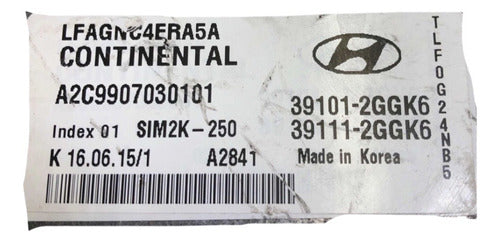 LFAGNC4ERA5A
CONTINENTAL
A2C9907030101
Index 01 SIM2K-250
K 16.06.15/1 A2841
39101-2GGK6
39111-2GGK6
Made in Korea
TLFOG24NB5